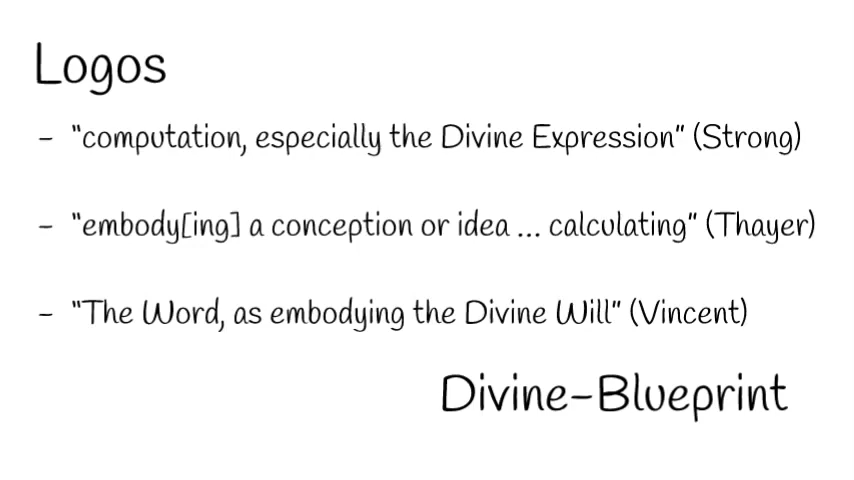 Logos
- "computation, especially the Divine Expression" (Strong)
- "embody[ing] a conception or idea ... calculating" (Thayer)
- "The Word, as embodying the Divine Will" (Vincent)
Divine-Blueprint